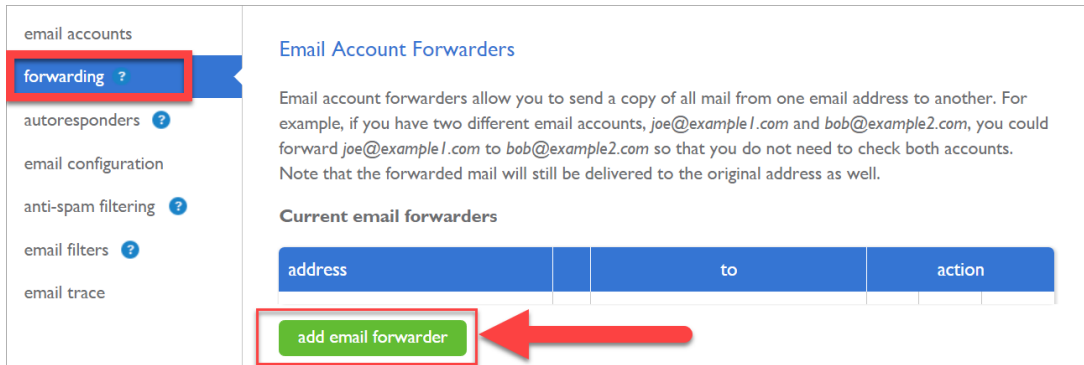 email accounts
forwarding ?
autoresponders ?
email configuration
anti-spam filtering ?
email filters ?
email trace
Email Account Forwarders
Email account forwarders allow you to send a copy of all mail from one email address to another. For
example, if you have two different email accounts, joe@example1.com and bob@example2.com, you could
forward joe@example1.com to bob@example2.com so that you do not need to check both accounts.
Note that the forwarded mail will still be delivered to the original address as well.
Current email forwarders
address to action
add email forwarder